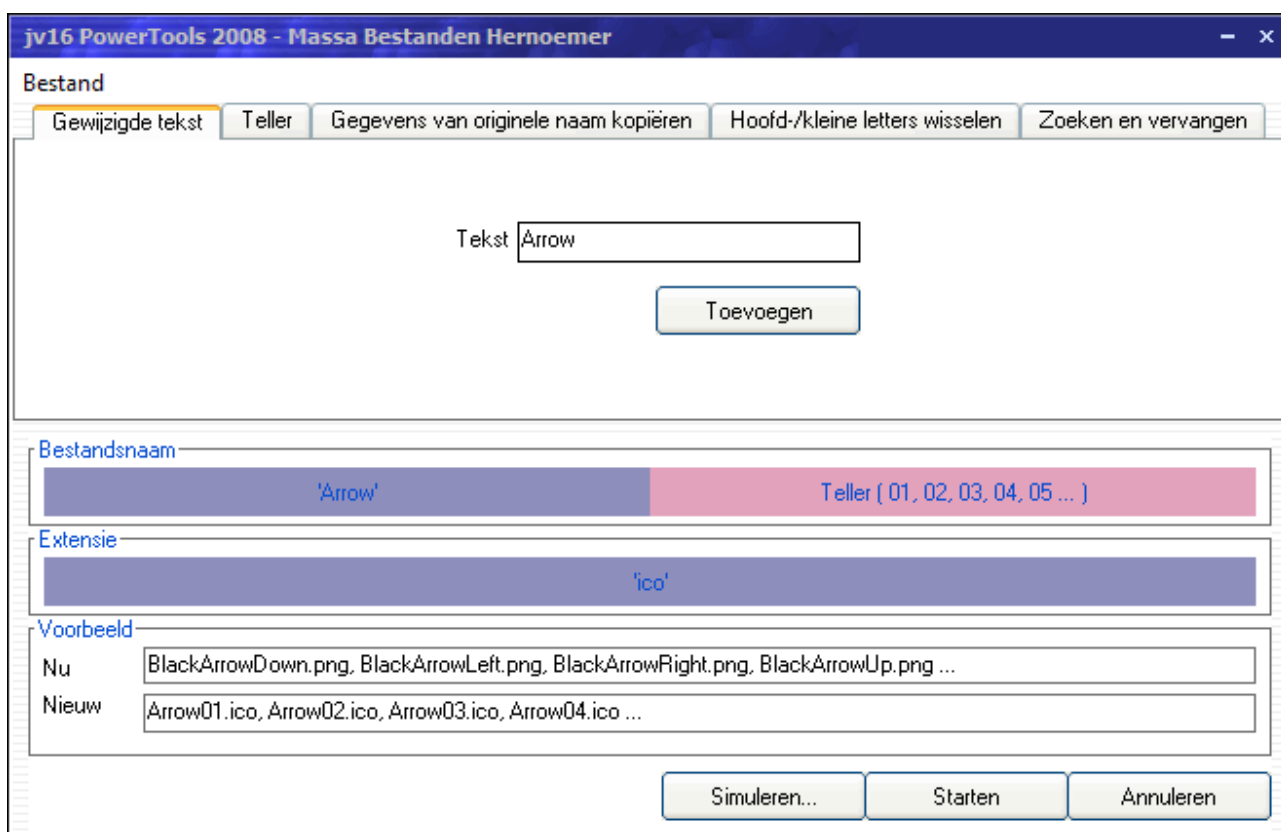 jv16 PowerTools 2008 - Massa Bestanden Hernoemer
Bestand
Gewijzigde tekst Teller Gegevens van originele naam kopiëren Hoofd-/kleine letters wisselen Zoeken en vervangen
Tekst Arrow
Toevoegen
Bestandsnaam
'Arrow' Teller ( 01, 02, 03, 04, 05 ... )
Extensie
'ico'
Voorbeeld
Nu BlackArrowDown.png, BlackArrowLeft.png, BlackArrowRight.png, BlackArrowUp.png ...
Nieuw Arrow01.ico, Arrow02.ico, Arrow03.ico, Arrow04.ico ...
Simuleren... Starten Annuleren